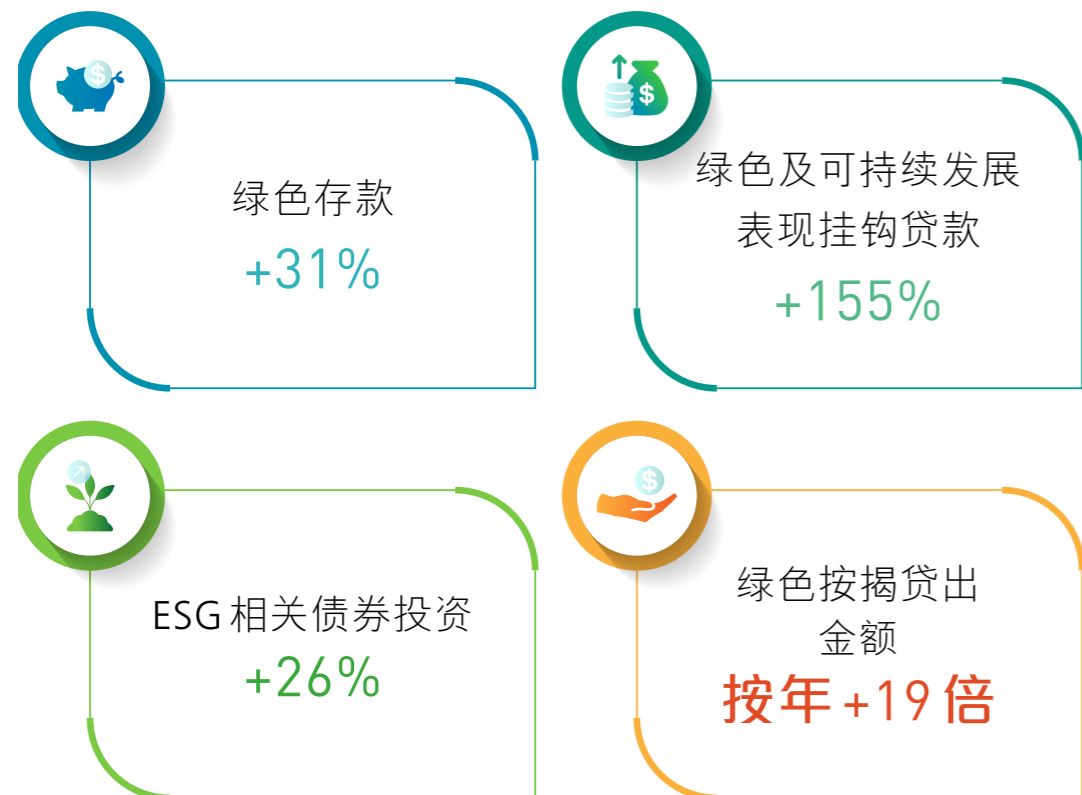 $
绿色存款
+31%
$
绿色及可持续发展
表现挂钩贷款
+155%
ESG 相关债券投资
+26%
$
绿色按揭贷出
金额
按年 +19 倍